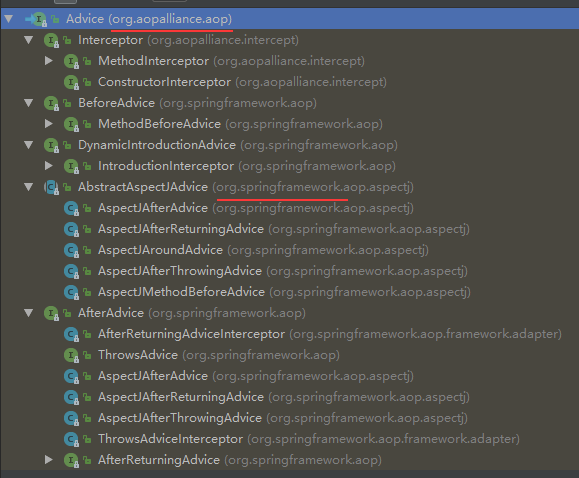 Advice (org.aopalliance.aop)
Interceptor (org.aopalliance.intercept)
MethodInterceptor (org.aopalliance.intercept)
ConstructorInterceptor (org.aopalliance.intercept)
BeforeAdvice (org.springframework.aop)
MethodBeforeAdvice (org.springframework.aop)
DynamicIntroductionAdvice (org.springframework.aop)
IntroductionInterceptor (org.springframework.aop)
AbstractAspectJAdvice (org.springframework.aop.aspectj)
AspectJAfterAdvice (org.springframework.aop.aspectj)
AspectJAfterReturningAdvice (org.springframework.aop.aspectj)
AspectJAroundAdvice (org.springframework.aop.aspectj)
AspectJAfterThrowingAdvice (org.springframework.aop.aspectj)
AspectJMethodBeforeAdvice (org.springframework.aop.aspectj)
AfterAdvice (org.springframework.aop)
AfterReturningAdviceInterceptor (org.springframework.aop.framework.adapter)
ThrowsAdvice (org.springframework.aop)
AspectJAfterAdvice (org.springframework.aop.aspectj)
AspectJAfterReturningAdvice (org.springframework.aop.aspectj)
AspectJAfterThrowingAdvice (org.springframework.aop.aspectj)
ThrowsAdviceInterceptor (org.springframework.aop.framework.adapter)
AfterReturningAdvice (org.springframework.aop)